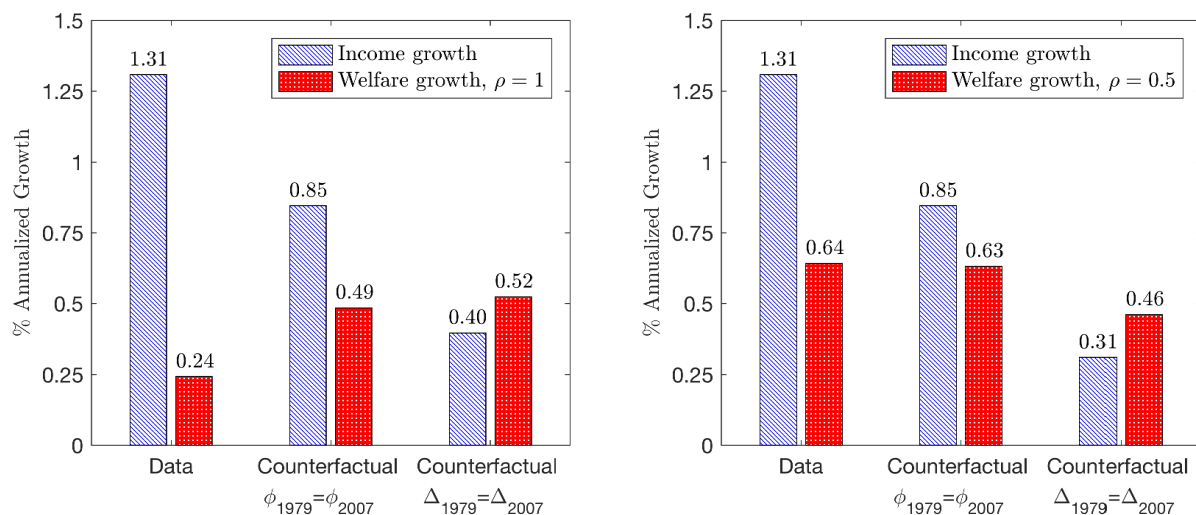 1.5
1.25
1
0.75
0.5
0.25
0
% Annualized Growth
Income growth
Welfare growth, ρ = 1
1.31
0.24
0.85
0.49
0.40
0.52
Data
Counterfactual
ϕ1979=ϕ2007
Counterfactual
Δ1979=Δ2007
1.5
1.25
1
0.75
0.5
0.25
0
% Annualized Growth
Income growth
Welfare growth, ρ = 0.5
1.31
0.64
0.85
0.63
0.31
0.46
Data
Counterfactual
ϕ1979=ϕ2007
Counterfactual
Δ1979=Δ2007